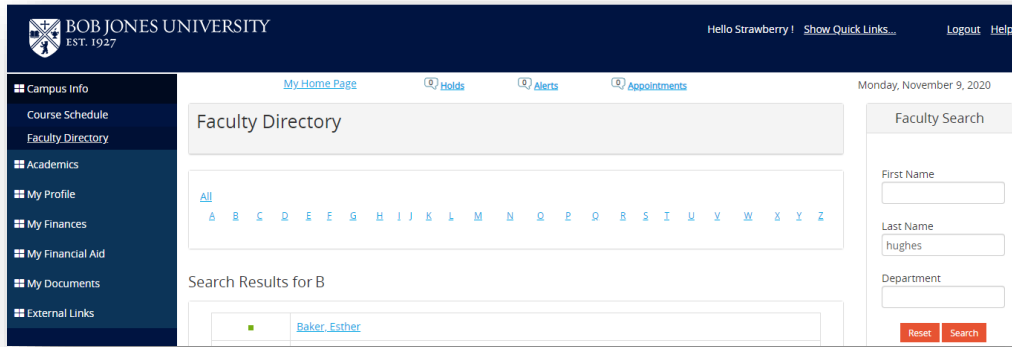 BOB JONES UNIVERSITY
EST. 1927
Hello Strawberry ! Show Quick Links... Logout Help
Campus Info
Course Schedule
Faculty Directory
Academics
My Profile
My Finances
My Financial Aid
My Documents
External Links
My Home Page 0 Holds 0 Alerts 0 Appointments Monday, November 9, 2020
Faculty Directory
All
A B C D E F G H I J K L M N O P Q R S T U V W X Y Z
Search Results for B
Baker, Esther
Faculty Search
First Name
Last Name
hughes
Department
Reset Search